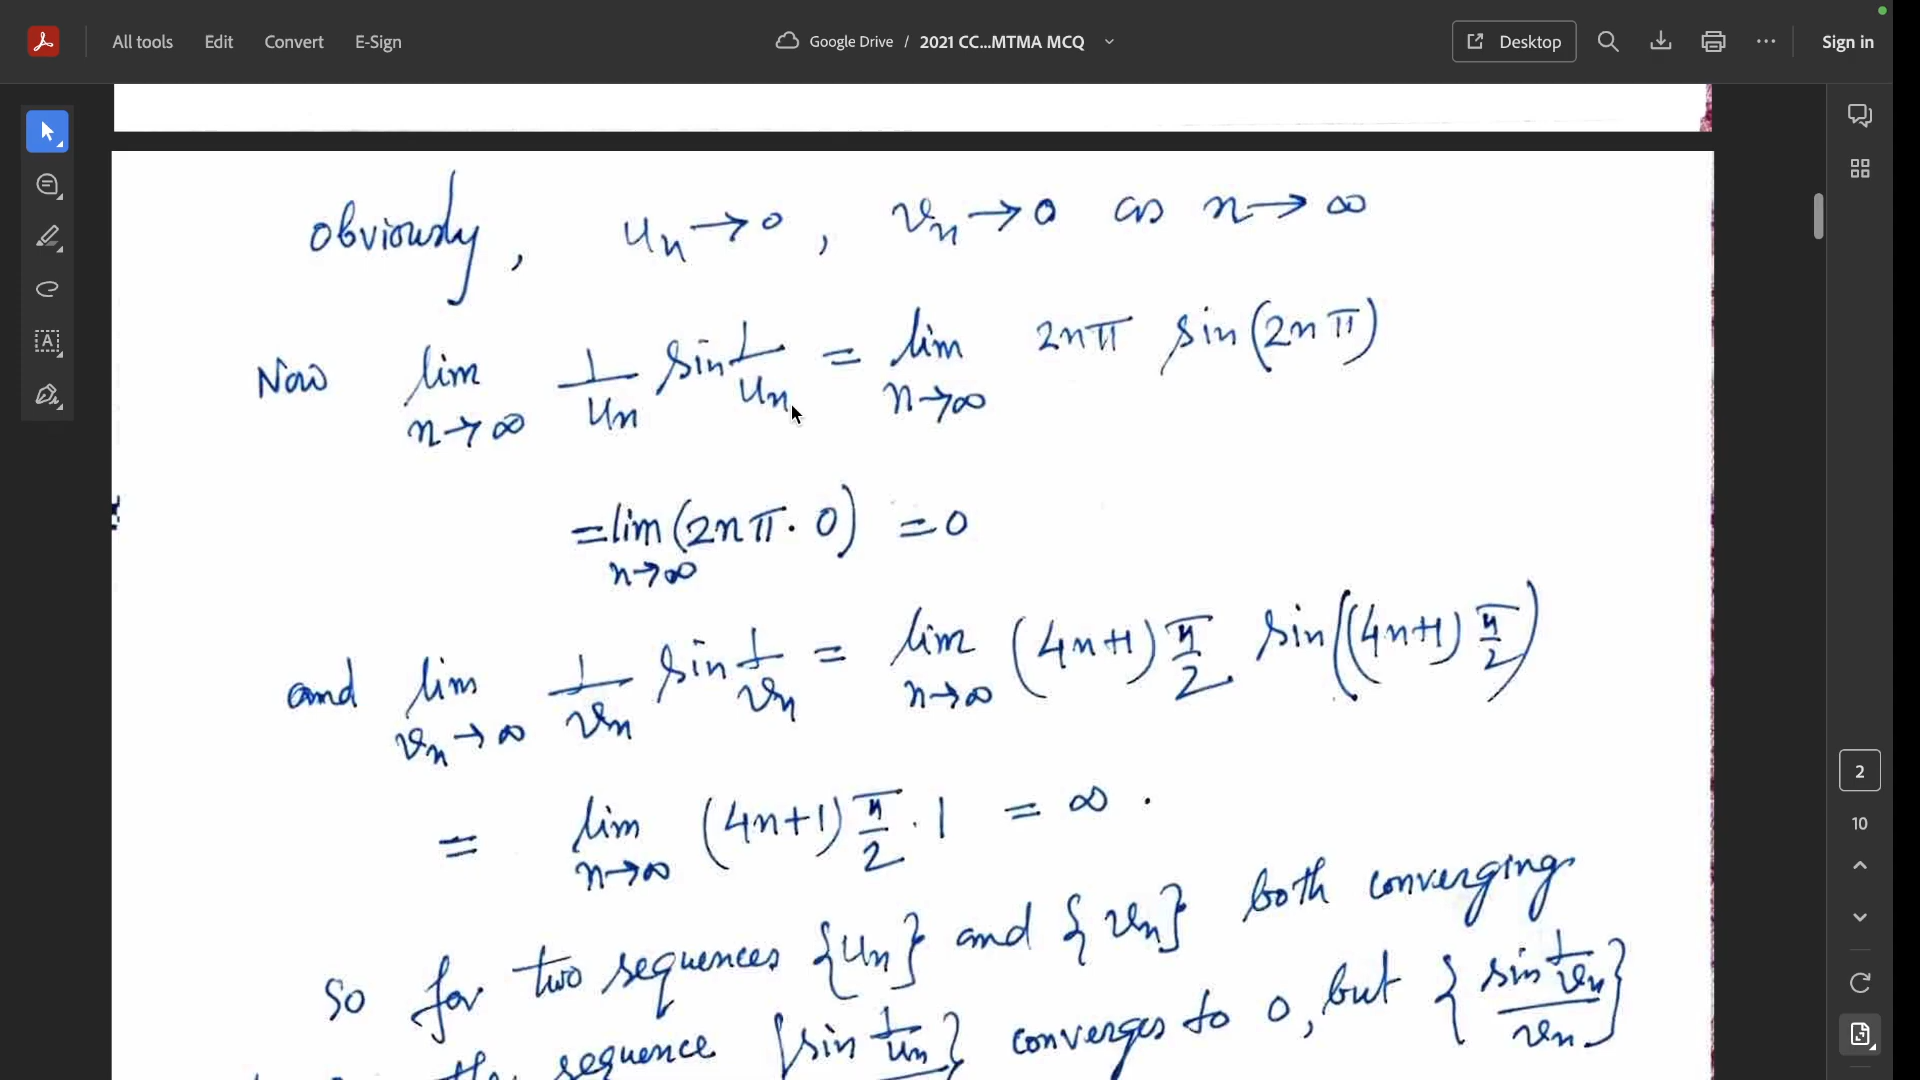 All tools Edit Convert E-Sign Google Drive / 2021 CC...MTMA MCQ Desktop Sign in
obviously, uₙ → 0, vₙ → 0 as n → ∞
Now lim n→∞ 1/uₙ sin 1/uₙ = lim n→∞ 2nπ sin(2nπ)
= lim n→∞ (2nπ · 0) = 0
and lim vₙ→∞ 1/vₙ sin 1/vₙ = lim n→∞ (4n+1) π/2 sin((4n+1) π/2)
= lim n→∞ (4n+1) π/2 · 1 = ∞ .
So for two sequences {uₙ} and {vₙ} both converging
sequence {sin 1/uₙ} converges to 0, but {sin 1/vₙ / vₙ}
2
10